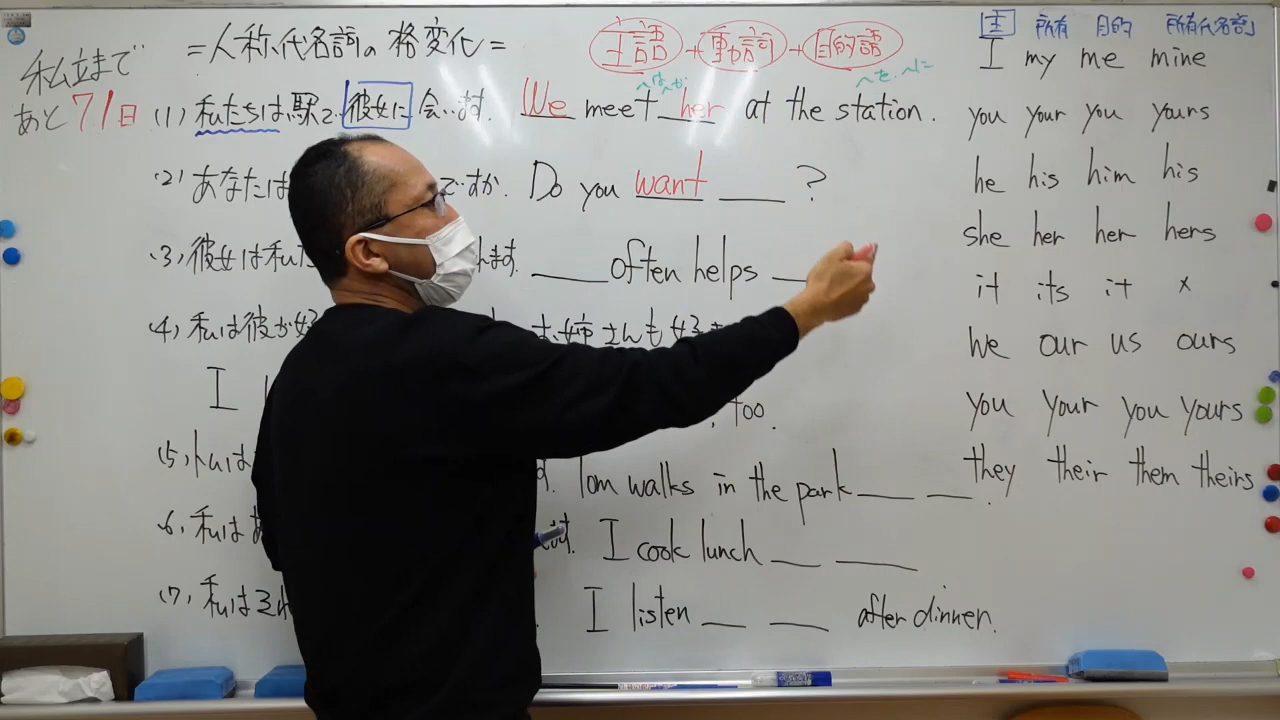 私立まで
あと71日
=人称代名詞の格変化=
主語+動詞+目的語
〜は 〜が 〜を 〜に
(1) 私たちは駅で彼女に会います. We meet her at the station.
(2) あなたは ですか. Do you want ___ ?
(3) 彼女は私た ます. ___ often helps ___
(4) 私は彼が好 お姉さんも好き
I , too.
(5) トムは Tom walks in the park ___ ___.
(6) 私はあ ます. I cook lunch ___ ___
(7) 私は I listen ___ ___ after dinner.
主 所有 目的 所有代名詞
I my me mine
you your you yours
he his him his
she her her hers
it its it ×
we our us ours
you your you yours
they their them theirs